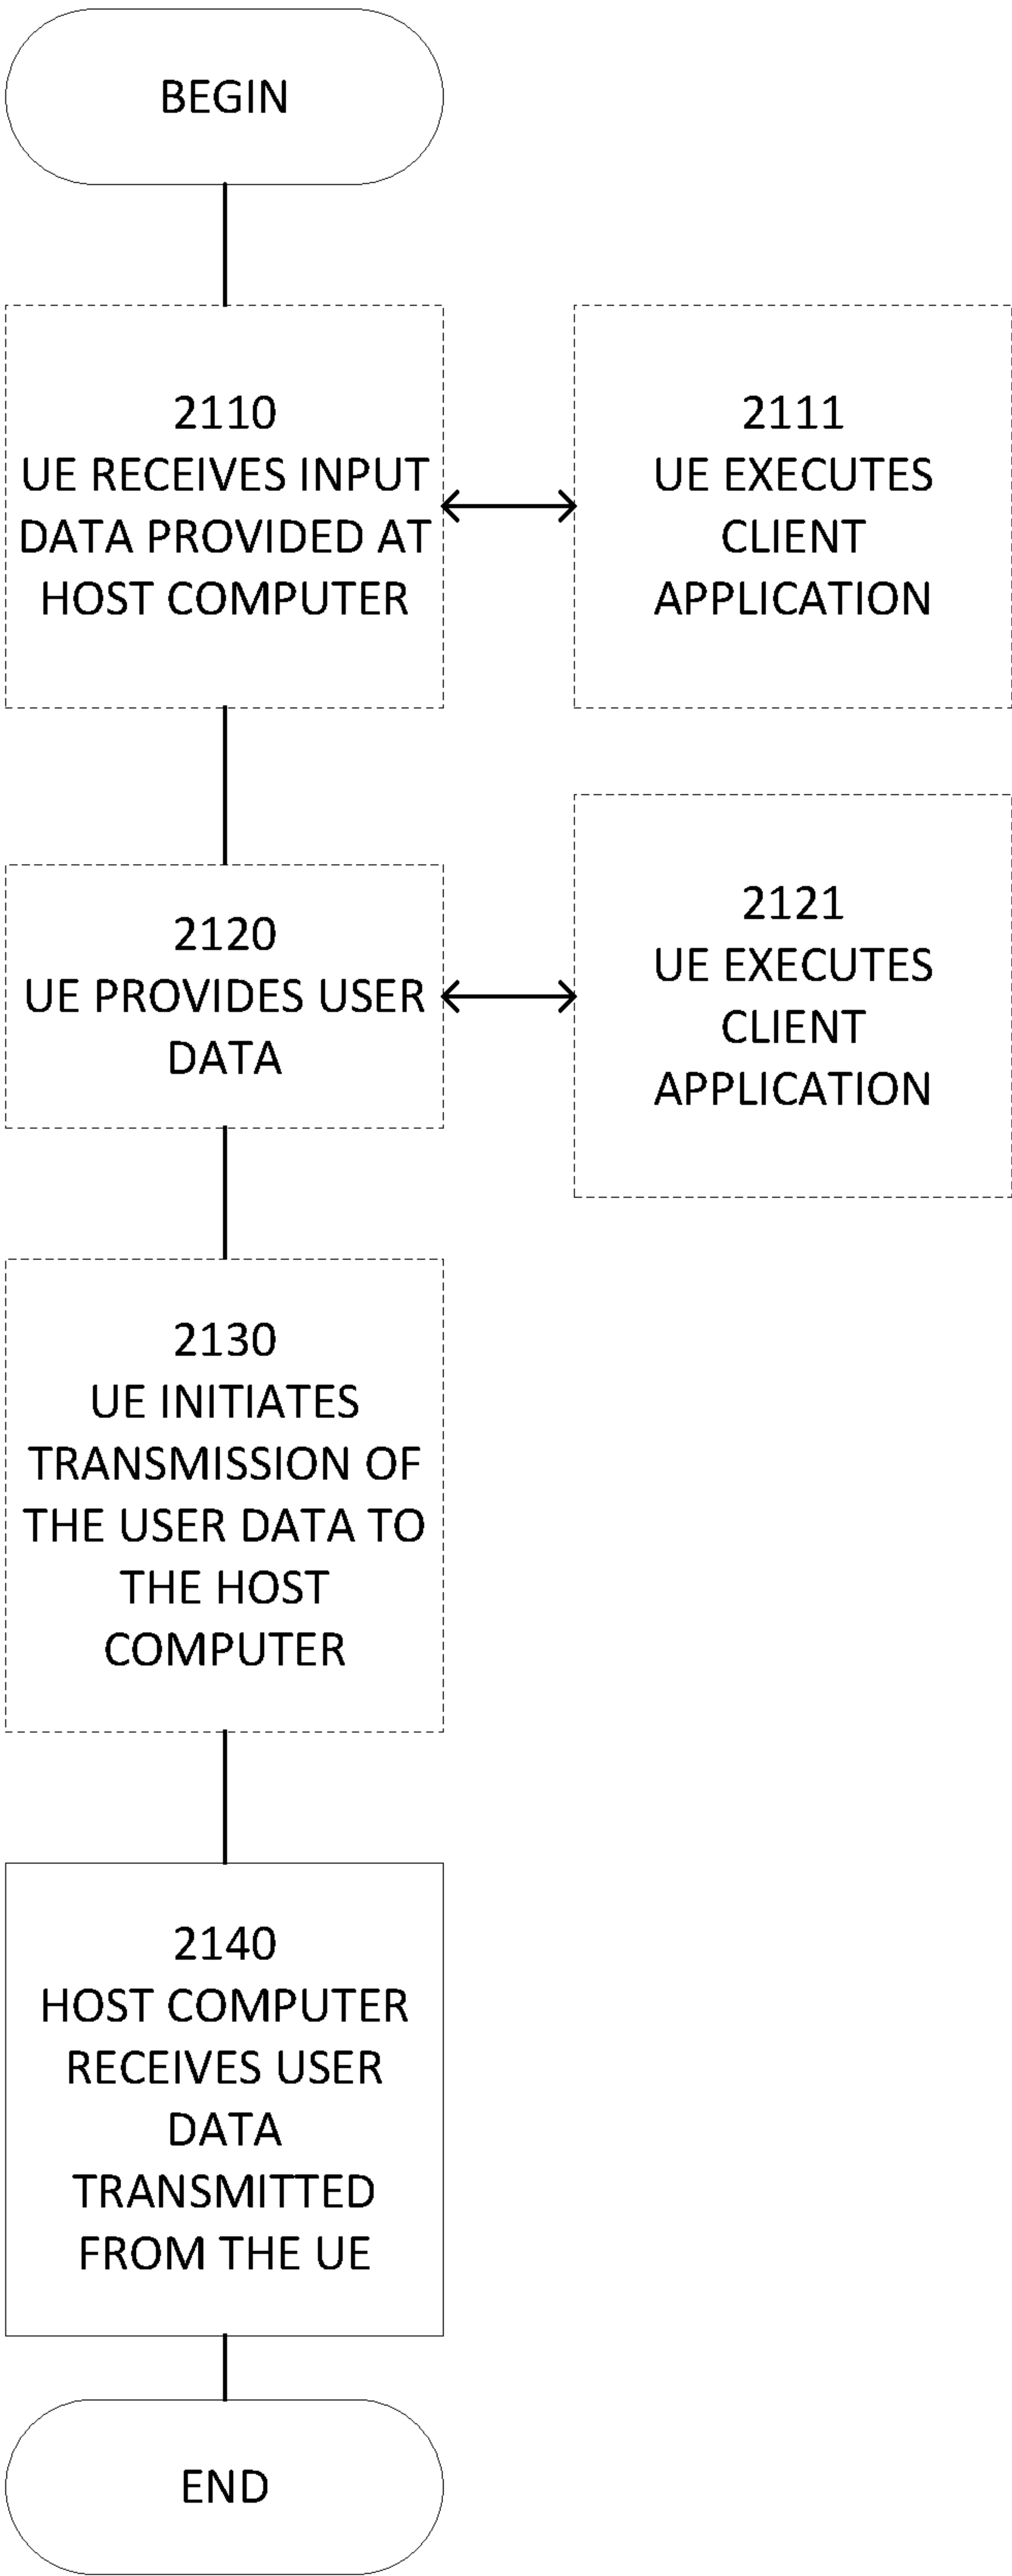 BEGIN
2110
UE RECEIVES INPUT
DATA PROVIDED AT
HOST COMPUTER
2111
UE EXECUTES
CLIENT
APPLICATION
2120
UE PROVIDES USER
DATA
2121
UE EXECUTES
CLIENT
APPLICATION
2130
UE INITIATES
TRANSMISSION OF
THE USER DATA TO
THE HOST
COMPUTER
2140
HOST COMPUTER
RECEIVES USER
DATA
TRANSMITTED
FROM THE UE
END